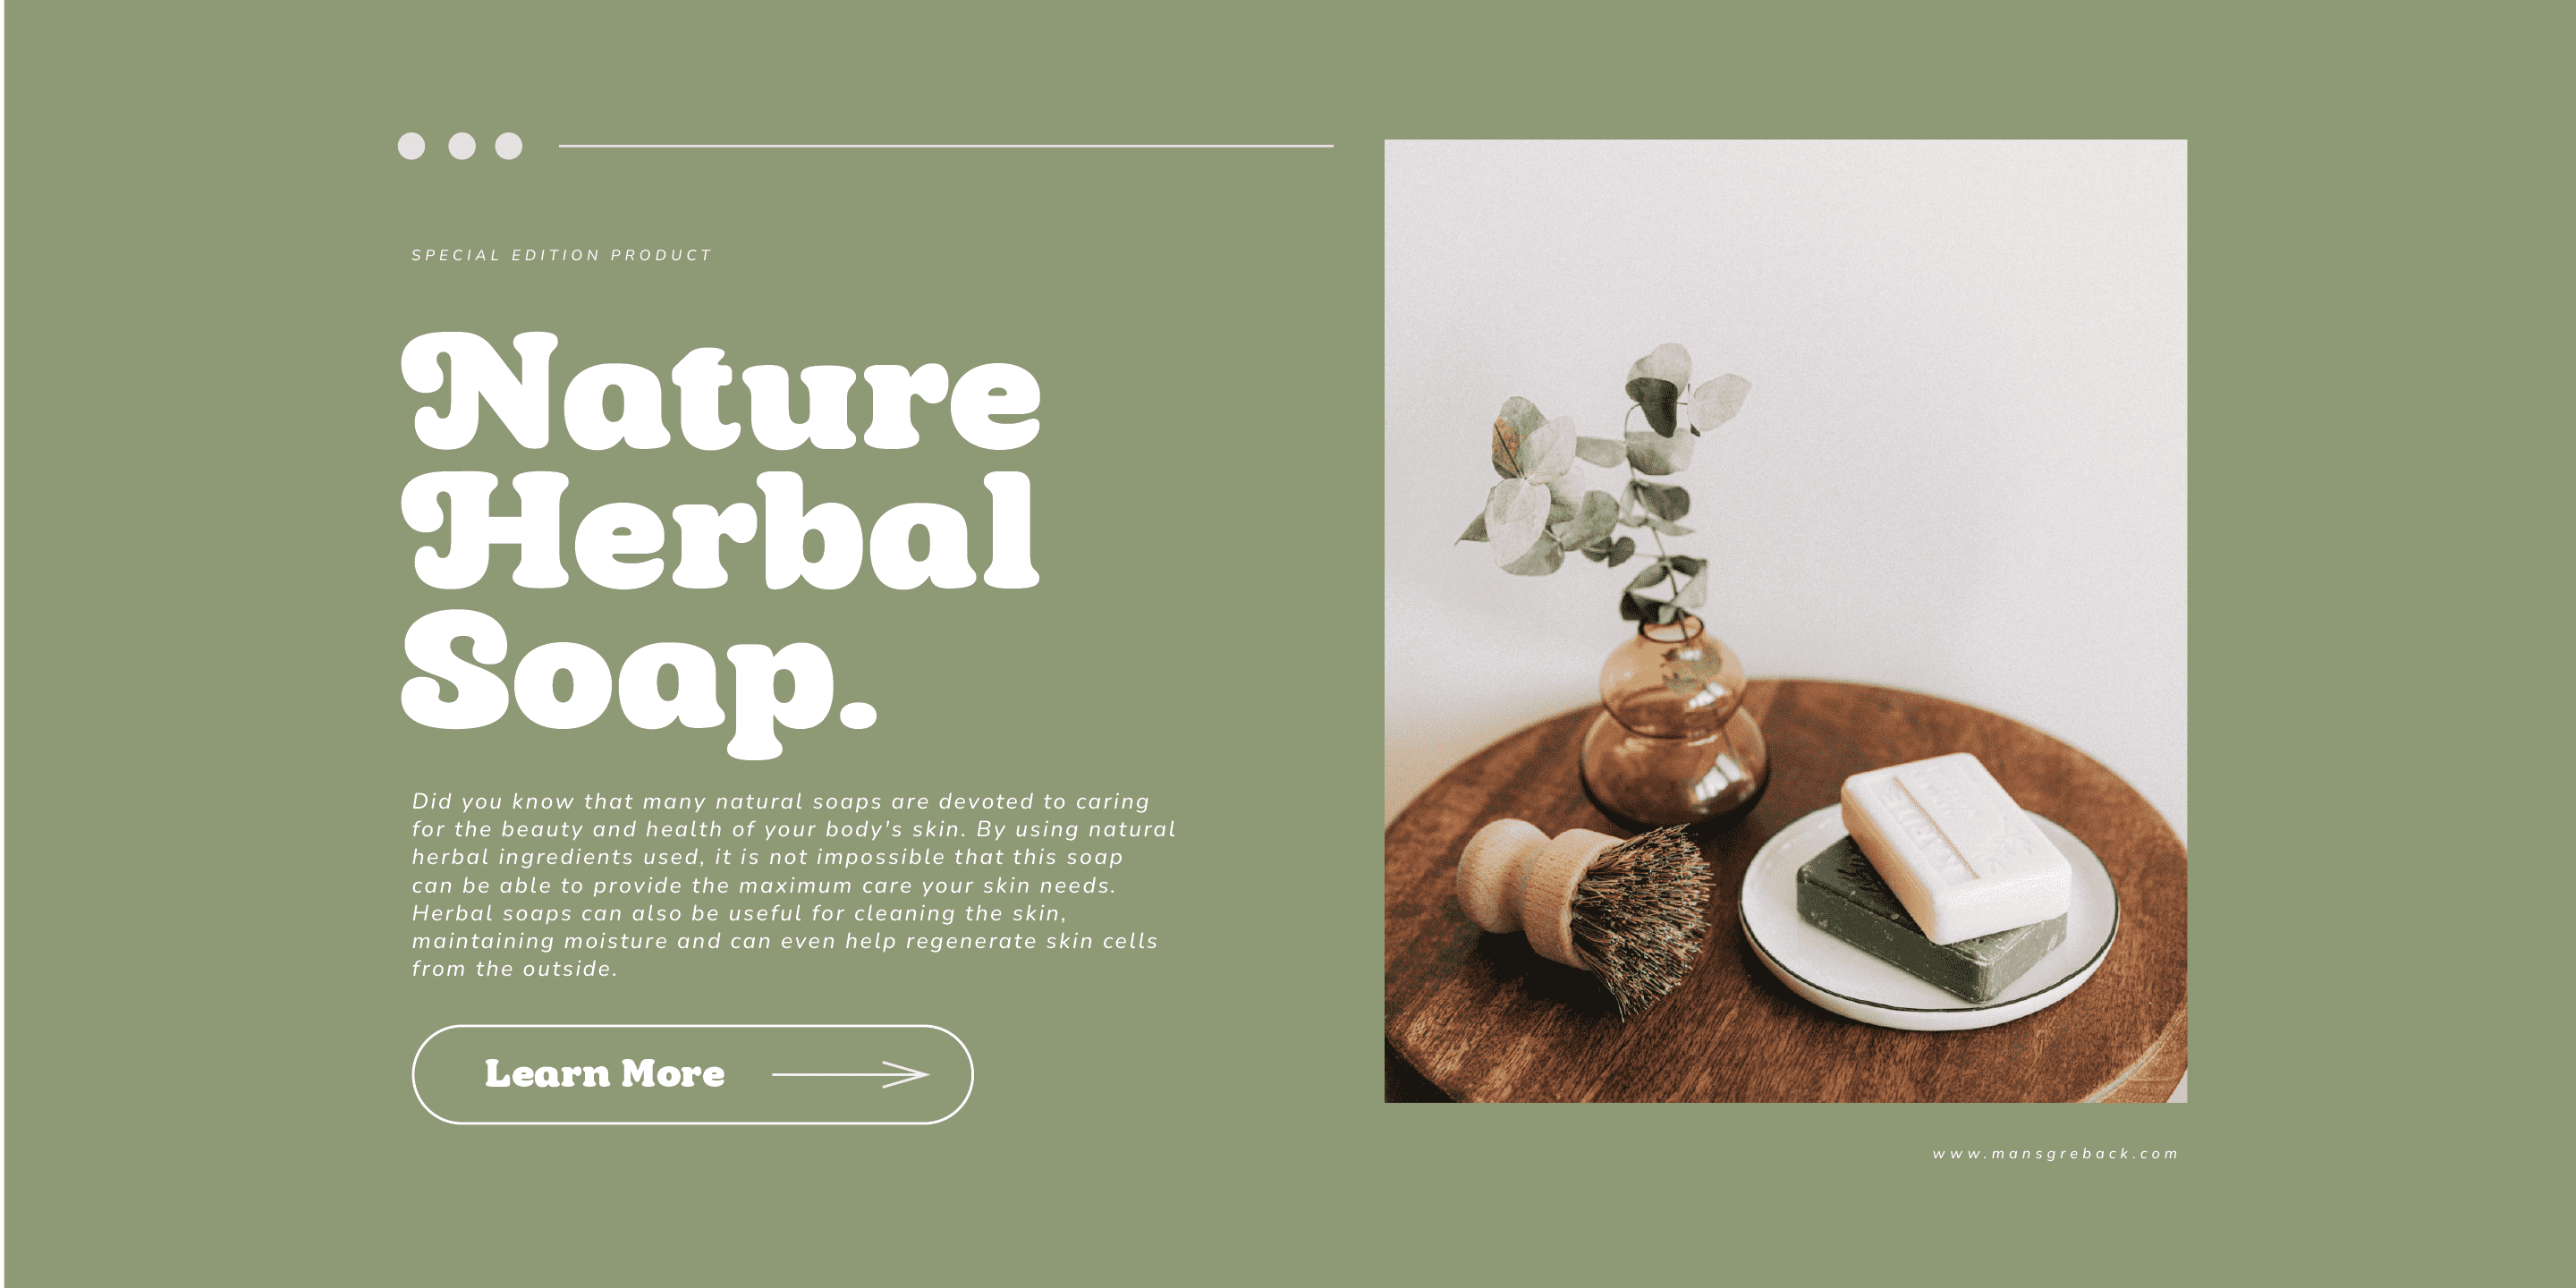 SPECIAL EDITION PRODUCT
Nature
Herbal
Soap.
Did you know that many natural soaps are devoted to caring
for the beauty and health of your body's skin. By using natural
herbal ingredients used, it is not impossible that this soap
can be able to provide the maximum care your skin needs.
Herbal soaps can also be useful for cleaning the skin,
maintaining moisture and can even help regenerate skin cells
from the outside.
Learn More
www.mansgreback.com